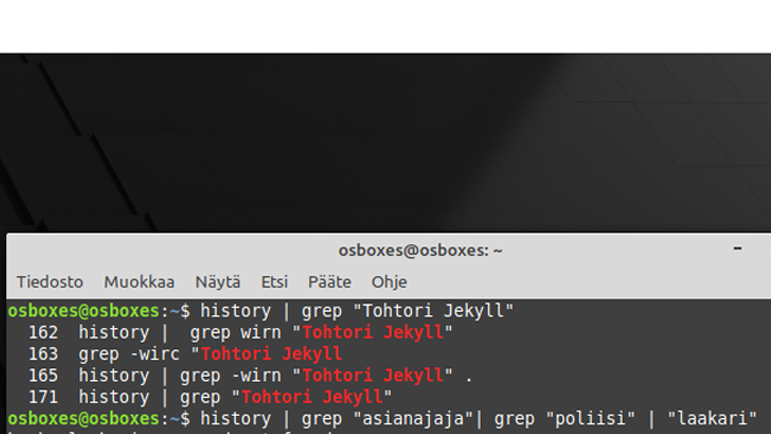 osboxes@osboxes: ~
Tiedosto Muokkaa Näytä Etsi Pääte Ohje
osboxes@osboxes:~$ history | grep "Tohtori Jekyll"
162 history | grep wirn "Tohtori Jekyll"
163 grep -wirc "Tohtori Jekyll
165 history | grep -wirn "Tohtori Jekyll" .
171 history | grep "Tohtori Jekyll"
osboxes@osboxes:~$ history | grep "asianajaja"| grep "poliisi" | "laakari"